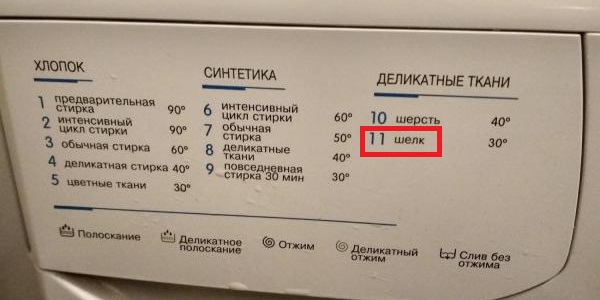 ХЛОПОК
1 предварительная
стирка 90°
2 интенсивный
цикл стирки 90°
3 обычная стирка 60°
4 деликатная стирка 40°
5 цветные ткани 30°
СИНТЕТИКА
6 интенсивный
цикл стирки 60°
7 обычная
стирка 50°
8 деликатные
ткани 40°
9 повседневная
стирка 30 мин 30°
ДЕЛИКАТНЫЕ ТКАНИ
10 шерсть 40°
11 шелк 30°
Полоскание
Деликатное
полоскание
Отжим
Деликатный
отжим
Слив без
отжима